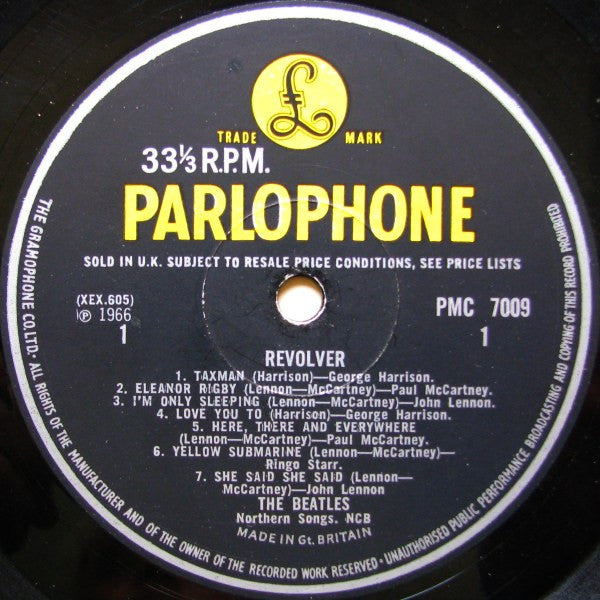 £
TRADE MARK
33⅓ R.P.M.
PARLOPHONE
SOLD IN U.K. SUBJECT TO RESALE PRICE CONDITIONS, SEE PRICE LISTS
(XEX.605)
℗ 1966
1
PMC 7009
1
REVOLVER
1. TAXMAN (Harrison)—George Harrison.
2. ELEANOR RIGBY (Lennon—McCartney)—Paul McCartney.
3. I'M ONLY SLEEPING (Lennon—McCartney)—John Lennon.
4. LOVE YOU TO (Harrison)—George Harrison.
5. HERE, THERE AND EVERYWHERE
(Lennon—McCartney)—Paul McCartney.
6. YELLOW SUBMARINE (Lennon—McCartney)—
Ringo Starr.
7. SHE SAID SHE SAID (Lennon—
McCartney)—John Lennon
THE BEATLES
Northern Songs. NCB
MADE IN Gt. BRITAIN
THE GRAMOPHONE CO. LTD. · ALL RIGHTS OF THE MANUFACTURER AND OF THE OWNER OF THE RECORDED WORK RESERVED · UNAUTHORISED PUBLIC PERFORMANCE BROADCASTING AND COPYING OF THIS RECORD PROHIBITED